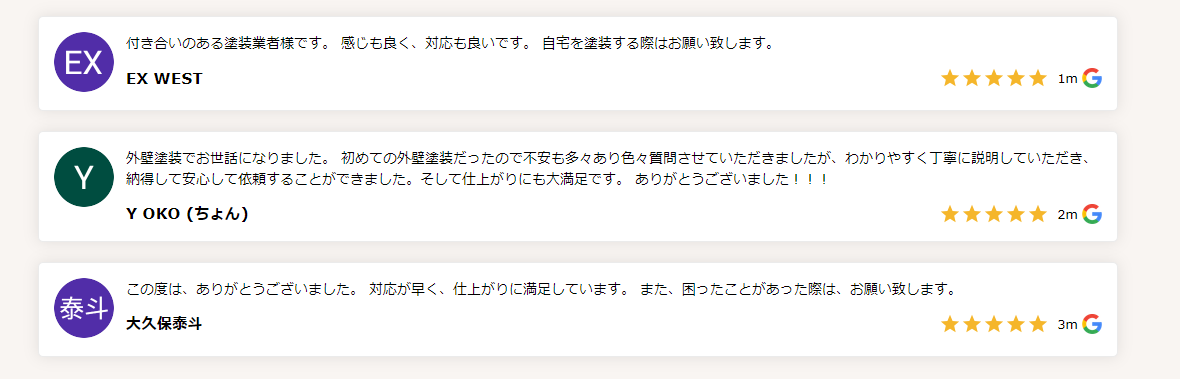 EX
付き合いのある塗装業者様です。 感じも良く、対応も良いです。 自宅を塗装する際はお願い致します。
EX WEST
1m
Y
外壁塗装でお世話になりました。 初めての外壁塗装だったので不安も多々あり色々質問させていただきましたが、わかりやすく丁寧に説明していただき、
納得して安心して依頼することができました。そして仕上がりにも大満足です。 ありがとうございました！！！
Y OKO (ちょん)
2m
泰斗
この度は、ありがとうございました。 対応が早く、仕上がりに満足しています。 また、困ったことがあった際は、お願い致します。
大久保泰斗
3m